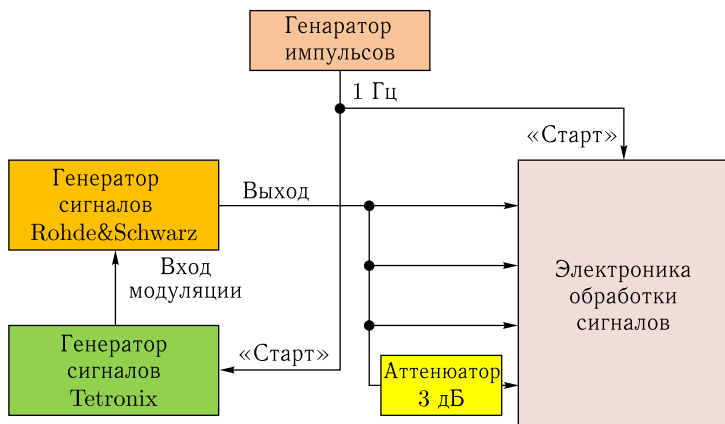 Генаратор
импульсов
1 Гц
«Старт»
Генератор
сигналов
Rohde&Schwarz
Выход
Вход
модуляции
Электроника
обработки
сигналов
Генератор
сигналов
Tetronix
«Старт»
Аттенюатор
3 дБ